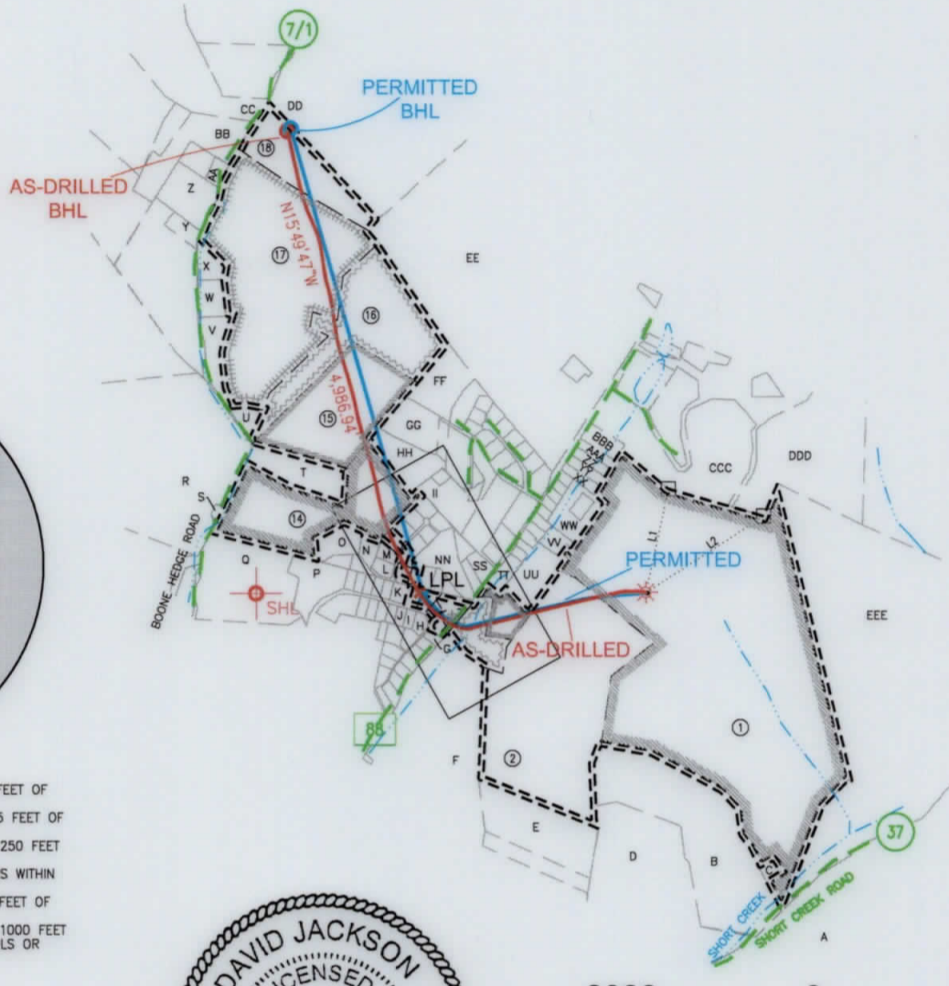 7/1
PERMITTED
BHL
AS-DRILLED
BHL
CC
DD
BB
18
AA
Z
Y
X
W
V
U
17
N15°49'47"W
EE
16
4,986.94'
15
FF
GG
HH
II
R
S
T
14
Q
P
O
N
M
L
K
J
I
H
G
NN
LPL
SS
TT
UU
VV
WW
XX
AAA
BBB
CCC
DDD
EEE
L1
L2
PERMITTED
AS-DRILLED
BOONE HEDGE ROAD
SHL
88
F
2
1
E
D
B
C
37
SHORT CREEK
SHORT CREEK ROAD
A
FEET OF
FEET OF
250 FEET
S WITHIN
FEET OF
1000 FEET
LS OR
DAVID JACKSON
CENSED